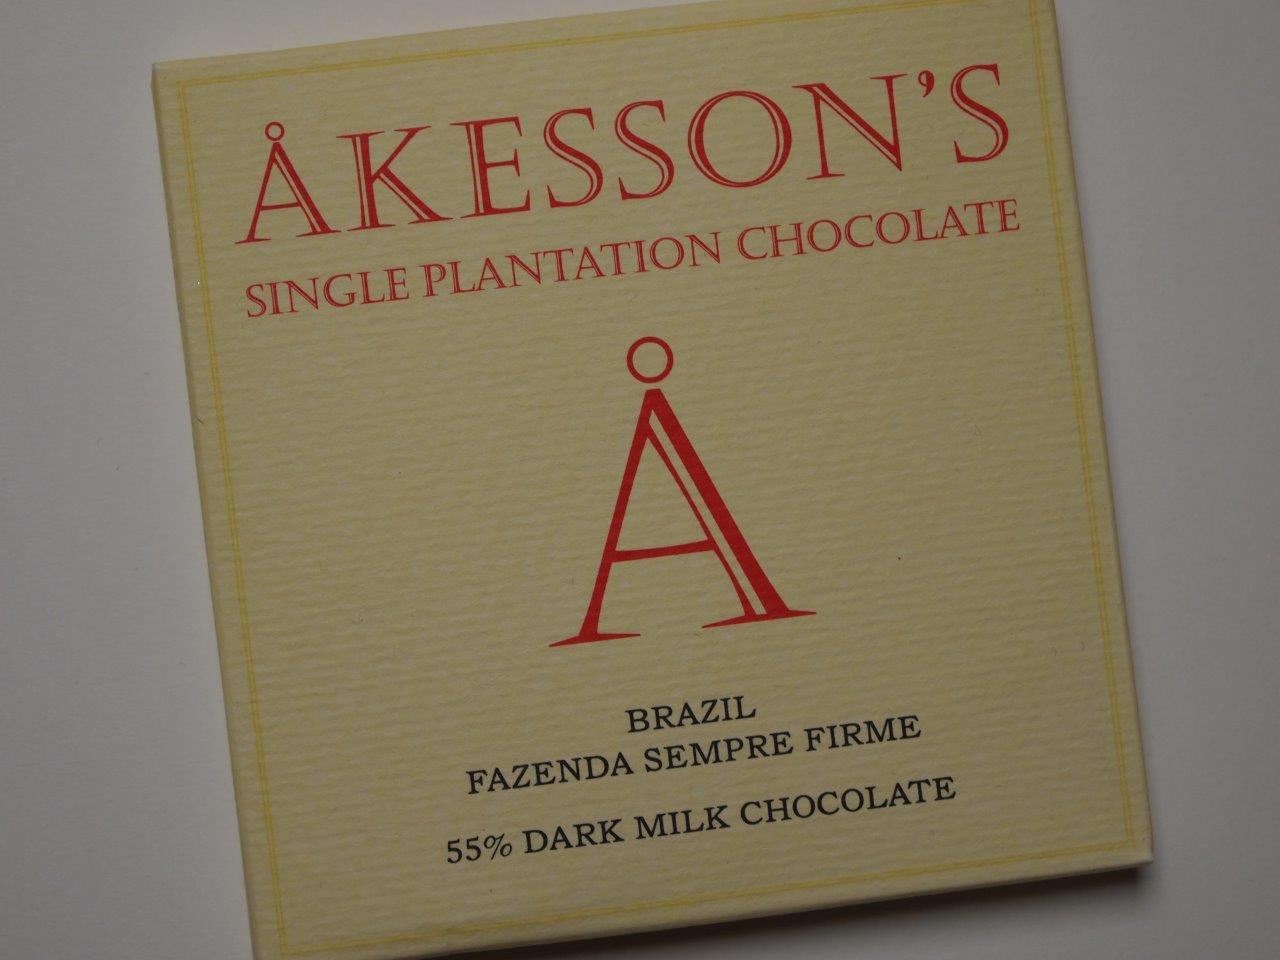 ÅKESSON'S
SINGLE PLANTATION CHOCOLATE
Å
BRAZIL
FAZENDA SEMPRE FIRME
55% DARK MILK CHOCOLATE